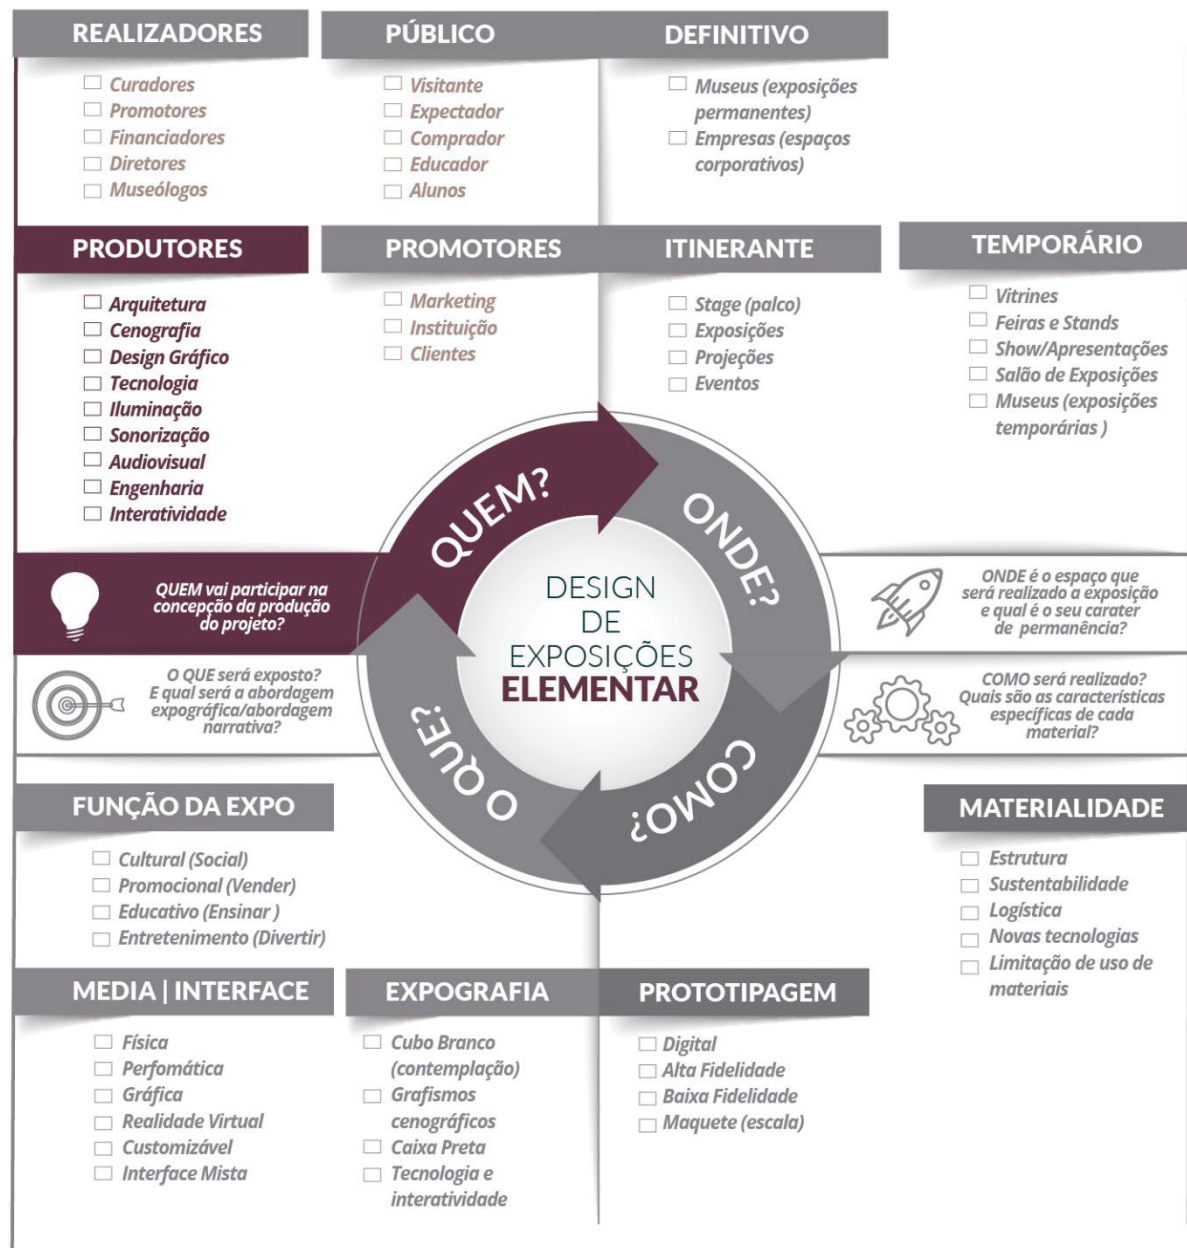 REALIZADORES
Curadores
Promotores
Financiadores
Diretores
Museólogos
PÚBLICO
Visitante
Expectador
Comprador
Educador
Alunos
DEFINITIVO
Museus (exposições
permanentes)
Empresas (espaços
corporativos)
PRODUTORES
Arquitetura
Cenografia
Design Gráfico
Tecnologia
Iluminação
Sonorização
Audiovisual
Engenharia
Interatividade
PROMOTORES
Marketing
Instituição
Clientes
ITINERANTE
Stage (palco)
Exposições
Projeções
Eventos
TEMPORÁRIO
Vitrines
Feiras e Stands
Show/Apresentações
Salão de Exposições
Museus (exposições
temporárias )
QUEM?
ONDE?
COMO?
O QUE?
DESIGN
DE
EXPOSIÇÕES
ELEMENTAR
QUEM vai participar na
concepção da produção
do projeto?
ONDE é o espaço que
será realizado a exposição
e qual é o seu carater
de permanência?
O QUE será exposto?
E qual será a abordagem
expográfica/abordagem
narrativa?
COMO será realizado?
Quais são as características
específicas de cada
material?
FUNÇÃO DA EXPO
Cultural (Social)
Promocional (Vender)
Educativo (Ensinar )
Entretenimento (Divertir)
MATERIALIDADE
Estrutura
Sustentabilidade
Logística
Novas tecnologias
Limitação de uso de
materiais
MEDIA | INTERFACE
Física
Perfomática
Gráfica
Realidade Virtual
Customizável
Interface Mista
EXPOGRAFIA
Cubo Branco
(contemplação)
Grafismos
cenográficos
Caixa Preta
Tecnologia e
interatividade
PROTOTIPAGEM
Digital
Alta Fidelidade
Baixa Fidelidade
Maquete (escala)